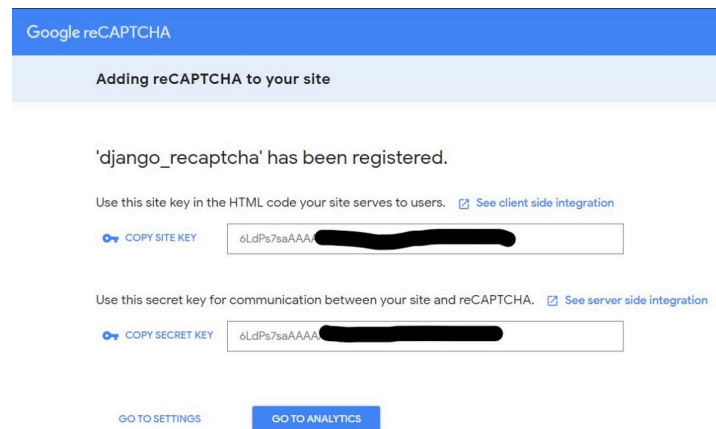 Google reCAPTCHA
Adding reCAPTCHA to your site
'django_recaptcha' has been registered.
Use this site key in the HTML code your site serves to users. See client side integration
COPY SITE KEY 6LdPs7saAAAA
Use this secret key for communication between your site and reCAPTCHA. See server side integration
COPY SECRET KEY 6LdPs7saAAAA
GO TO SETTINGS GO TO ANALYTICS